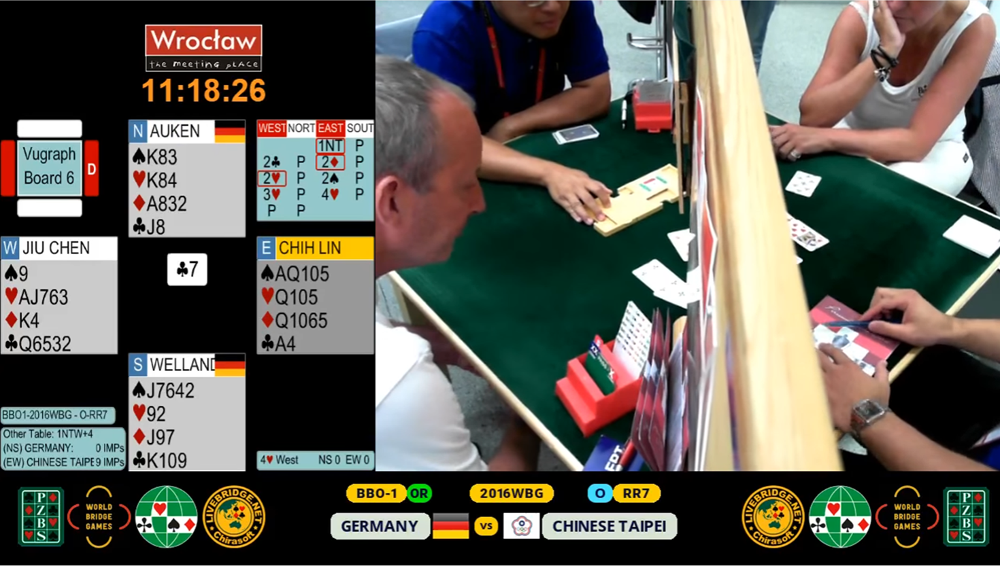 Wrocław
the meeting place
11:18:26
Vugraph
Board 6
D
N AUKEN
♠K83
♥K84
♦A832
♣J8
WEST NORT EAST SOUT
1NT P
2♣ P 2♦ P
2♥ P 2♠ P
3♥ P 4♥ P
P P
W JIU CHEN
♠9
♥AJ763
♦K4
♣Q6532
♣7
E CHIH LIN
♠AQ105
♥Q105
♦Q1065
♣A4
S WELLAND
♠J7642
♥92
♦J97
♣K109
BBO1-2016WBG - O-RR7
Other Table: 1NTW+4
(NS) GERMANY: 0 IMPs
(EW) CHINESE TAIPE 9 IMPs
4♥ West NS 0 EW 0
PZBS
WORLD
BRIDGE
GAMES
LIVEBRIDGE.NET
Chirasoft
BBO-1 OR
2016WBG
O RR7
GERMANY
vs
CHINESE TAIPEI
LIVEBRIDGE.NET
Chirasoft
WORLD
BRIDGE
GAMES
PZBS